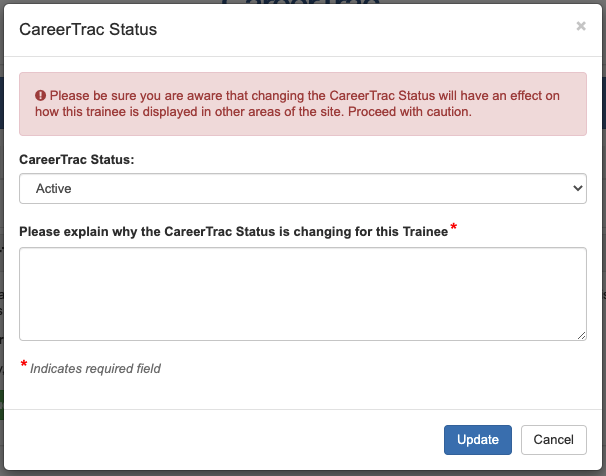 CareerTrac Status
×
Please be sure you are aware that changing the CareerTrac Status will have an effect on
how this trainee is displayed in other areas of the site. Proceed with caution.
CareerTrac Status:
Active
Please explain why the CareerTrac Status is changing for this Trainee*
* Indicates required field
Update Cancel